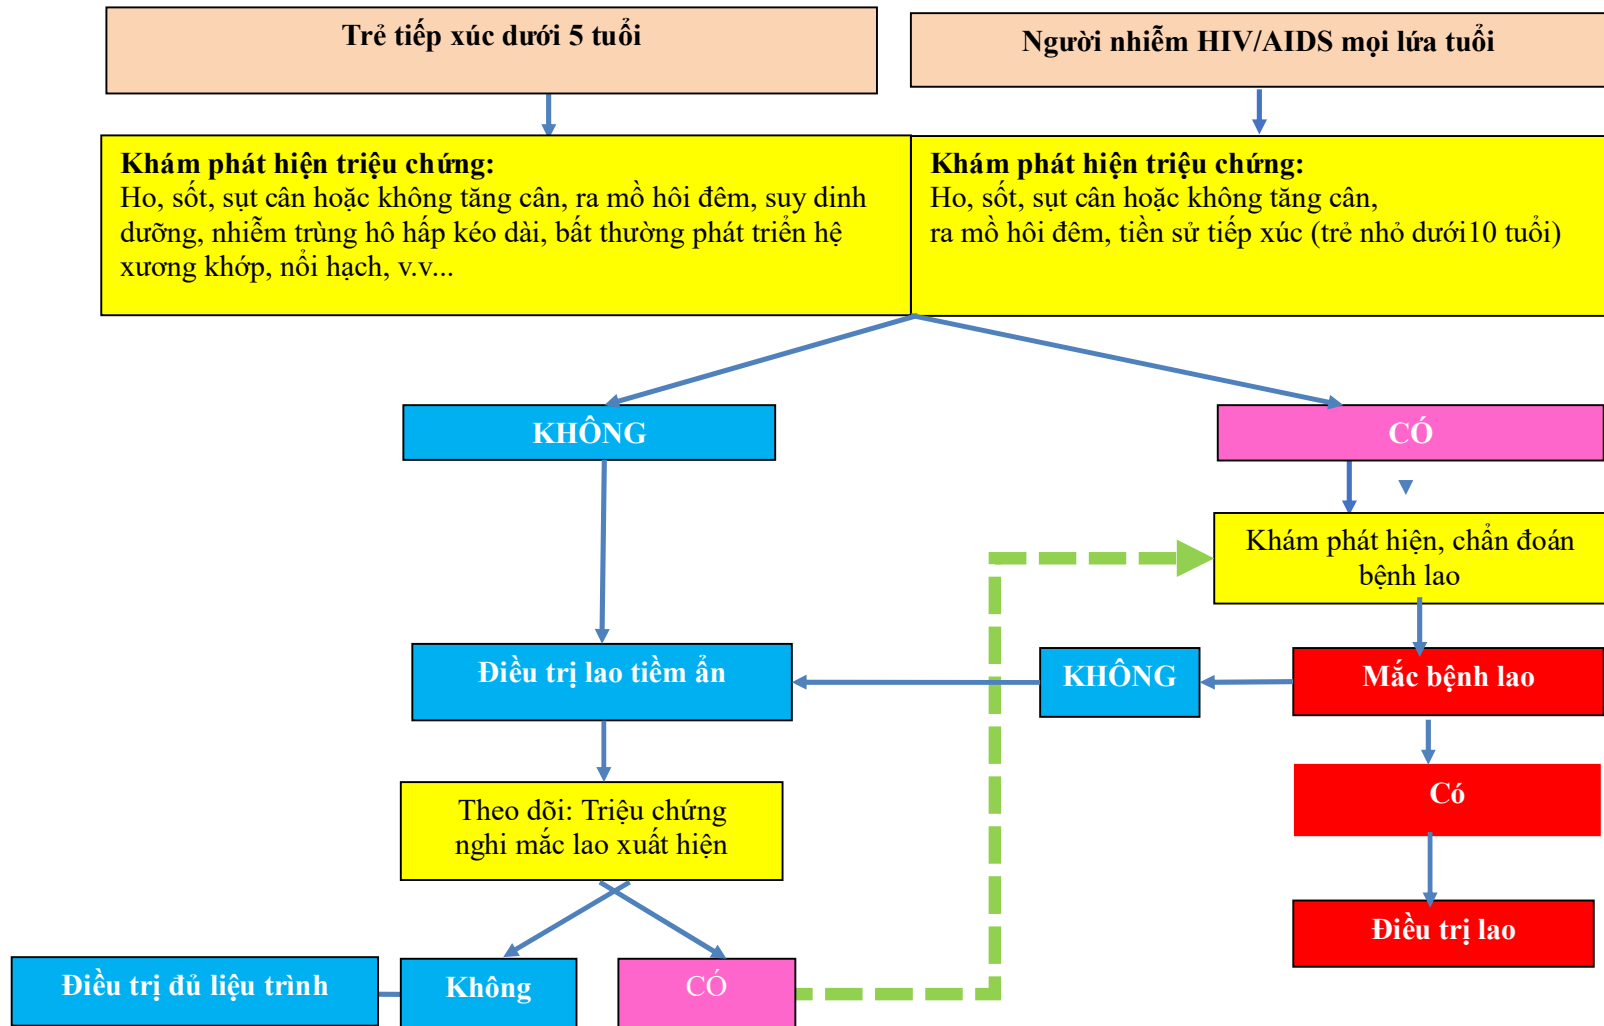 Trẻ tiếp xúc dưới 5 tuổi
Người nhiễm HIV/AIDS mọi lứa tuổi
Khám phát hiện triệu chứng:
Ho, sốt, sụt cân hoặc không tăng cân, ra mồ hôi đêm, suy dinh
dưỡng, nhiễm trùng hô hấp kéo dài, bất thường phát triển hệ
xương khớp, nổi hạch, v.v...
Khám phát hiện triệu chứng:
Ho, sốt, sụt cân hoặc không tăng cân,
ra mồ hôi đêm, tiền sử tiếp xúc (trẻ nhỏ dưới10 tuổi)
KHÔNG
CÓ
Khám phát hiện, chẩn đoán
bệnh lao
Điều trị lao tiềm ẩn
KHÔNG
Mắc bệnh lao
Có
Theo dõi: Triệu chứng
nghi mắc lao xuất hiện
Điều trị lao
Điều trị đủ liệu trình
Không
CÓ